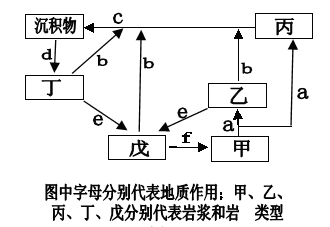 沉积物 c 丙
d b b b a
丁 乙
e e a
戊 f 甲
图中字母分别代表地质作用；甲、乙、
丙、丁、戊分别代表岩浆和岩 类型